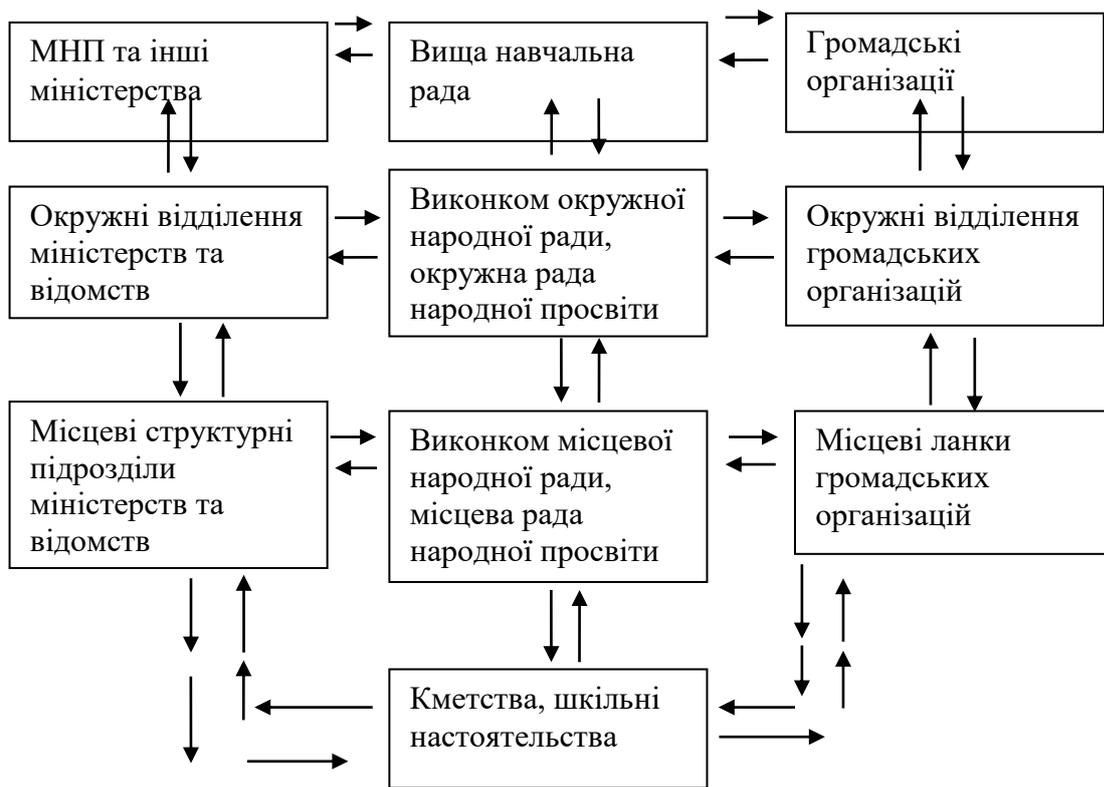 МНП та інші
міністерства
Вища навчальна
рада
Громадські
організації
Окружні відділення
міністерств та
відомств
Виконком окружної
народної ради,
окружна рада
народної просвіти
Окружні відділення
громадських
організацій
Місцеві структурні
підрозділи
міністерств та
відомств
Виконком місцевої
народної ради,
місцева рада
народної просвіти
Місцеві ланки
громадських
організацій
Кметства, шкільні
настоятельства